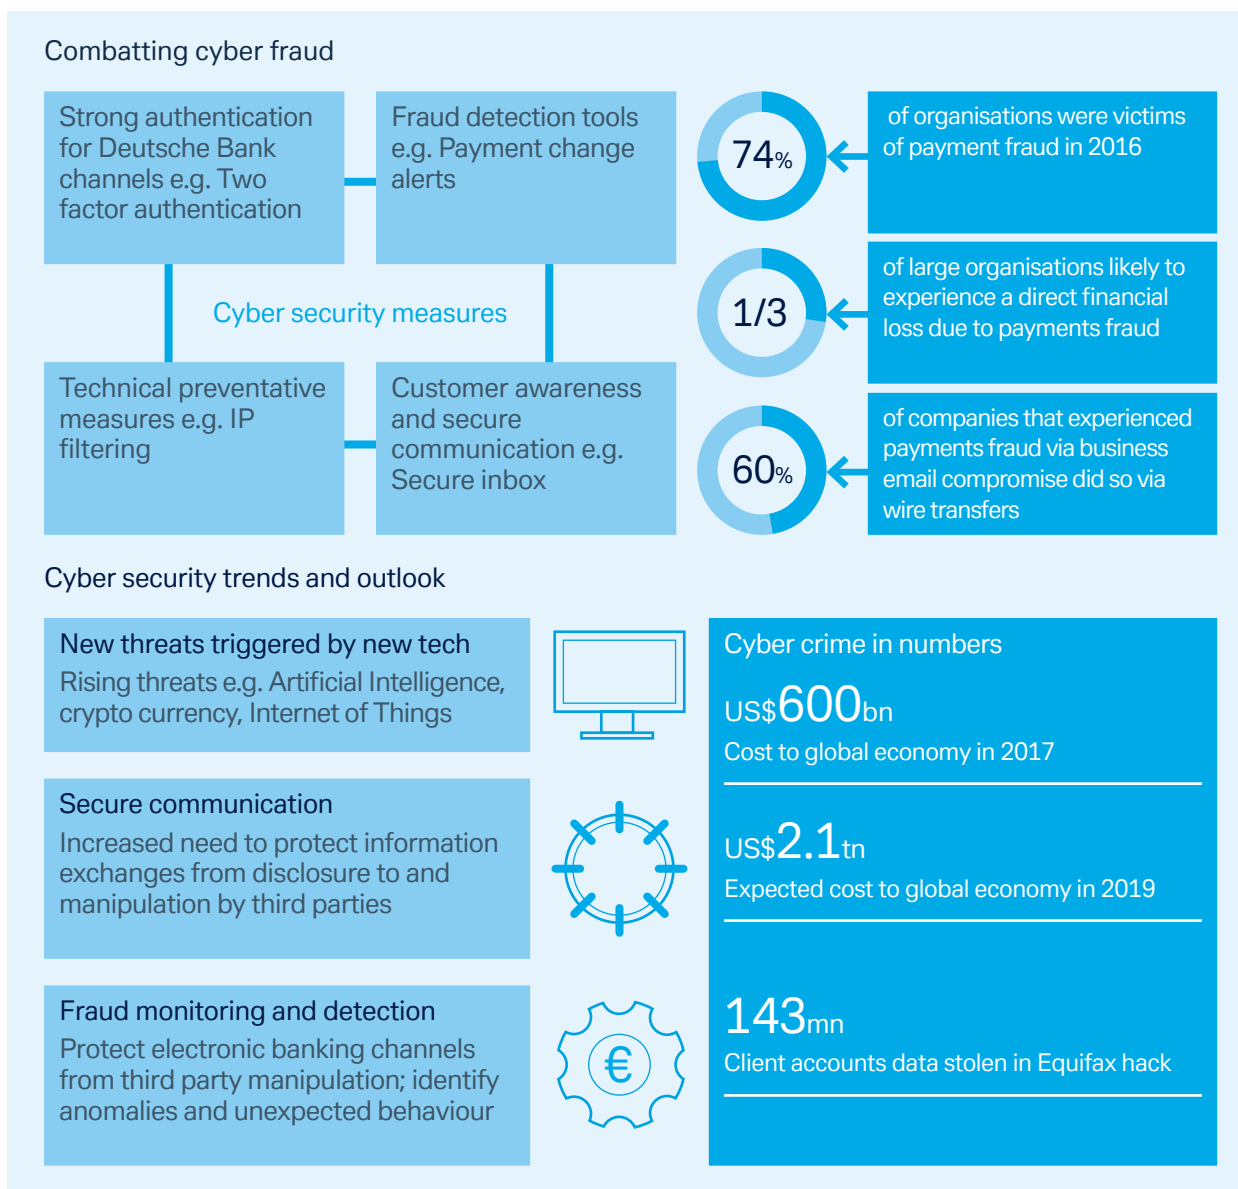 Combatting cyber fraud
Strong authentication
for Deutsche Bank
channels e.g. Two
factor authentication
Fraud detection tools
e.g. Payment change
alerts
Cyber security measures
Technical preventative
measures e.g. IP
filtering
Customer awareness
and secure
communication e.g.
Secure inbox
74%
of organisations were victims
of payment fraud in 2016
1/3
of large organisations likely to
experience a direct financial
loss due to payments fraud
60%
of companies that experienced
payments fraud via business
email compromise did so via
wire transfers
Cyber security trends and outlook
New threats triggered by new tech
Rising threats e.g. Artificial Intelligence,
crypto currency, Internet of Things
Secure communication
Increased need to protect information
exchanges from disclosure to and
manipulation by third parties
Fraud monitoring and detection
Protect electronic banking channels
from third party manipulation; identify
anomalies and unexpected behaviour
€
Cyber crime in numbers
US$600bn
Cost to global economy in 2017
US$2.1tn
Expected cost to global economy in 2019
143mn
Client accounts data stolen in Equifax hack